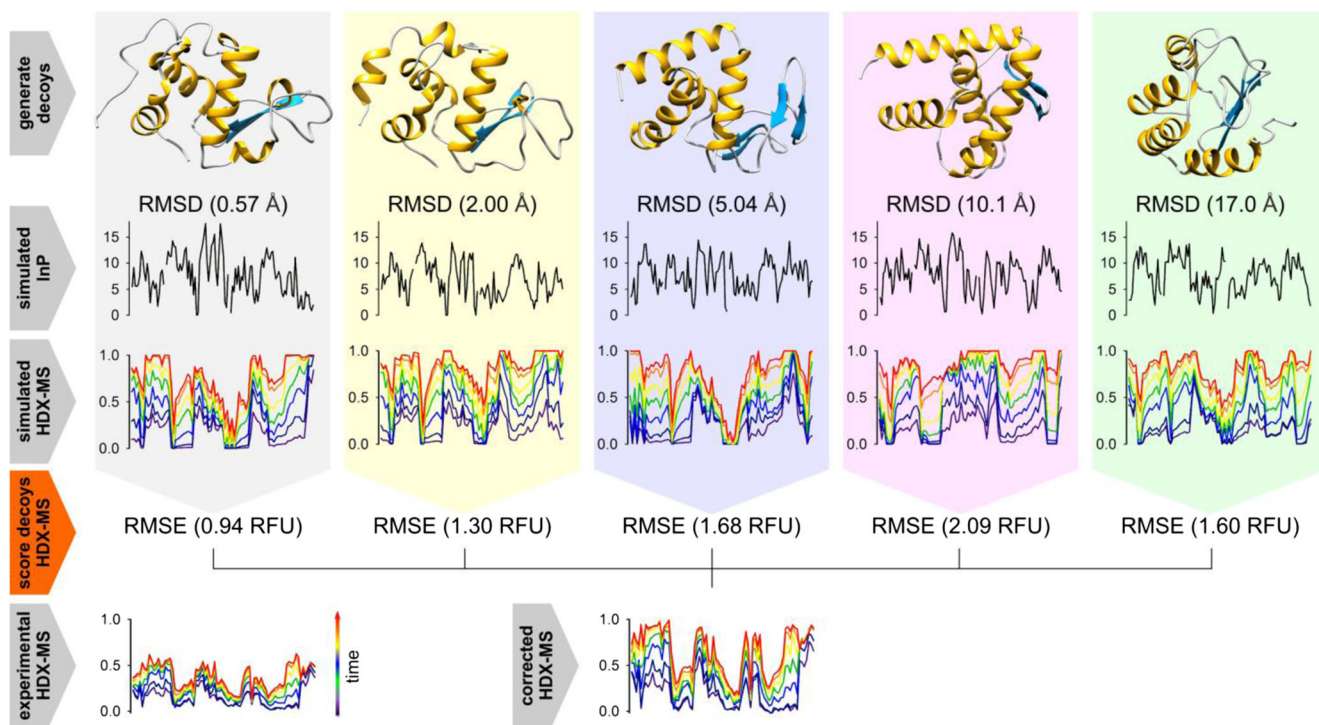 generate
decoys
RMSD (0.57 Å)
RMSD (2.00 Å)
RMSD (5.04 Å)
RMSD (10.1 Å)
RMSD (17.0 Å)
simulated
lnP
15
10
5
0
15
10
5
0
15
10
5
0
15
10
5
0
15
10
5
0
simulated
HDX-MS
1.0
0.5
0.0
1.0
0.5
0.0
1.0
0.5
0.0
1.0
0.5
0.0
1.0
0.5
0.0
score decoys
HDX-MS
RMSE (0.94 RFU)
RMSE (1.30 RFU)
RMSE (1.68 RFU)
RMSE (2.09 RFU)
RMSE (1.60 RFU)
experimental
HDX-MS
1.0
0.5
0.0
time
corrected
HDX-MS
1.0
0.5
0.0